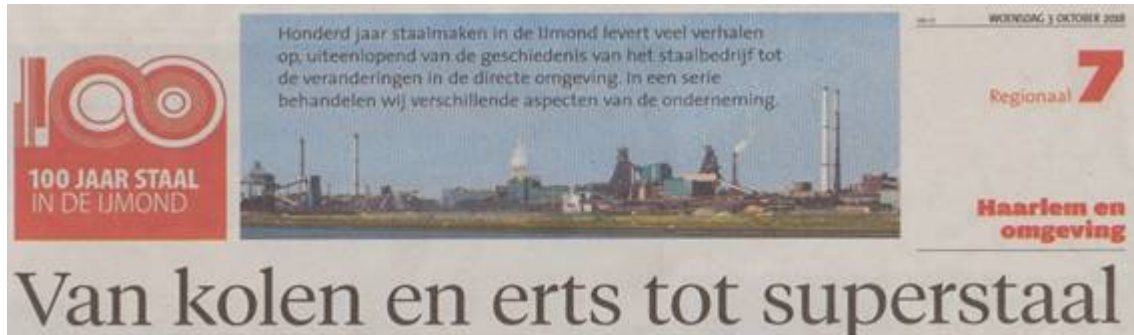 Honderd jaar staalmaken in de IJmond levert veel verhalen
op, uiteenlopend van de geschiedenis van het staalbedrijf tot
de veranderingen in de directe omgeving. In een serie
behandelen wij verschillende aspecten van de onderneming.
100
100 JAAR STAAL
IN DE IJMOND
WOENSDAG 3 OKTOBER 2018
Regionaal 7
Haarlem en
omgeving
Van kolen en erts tot superstaal